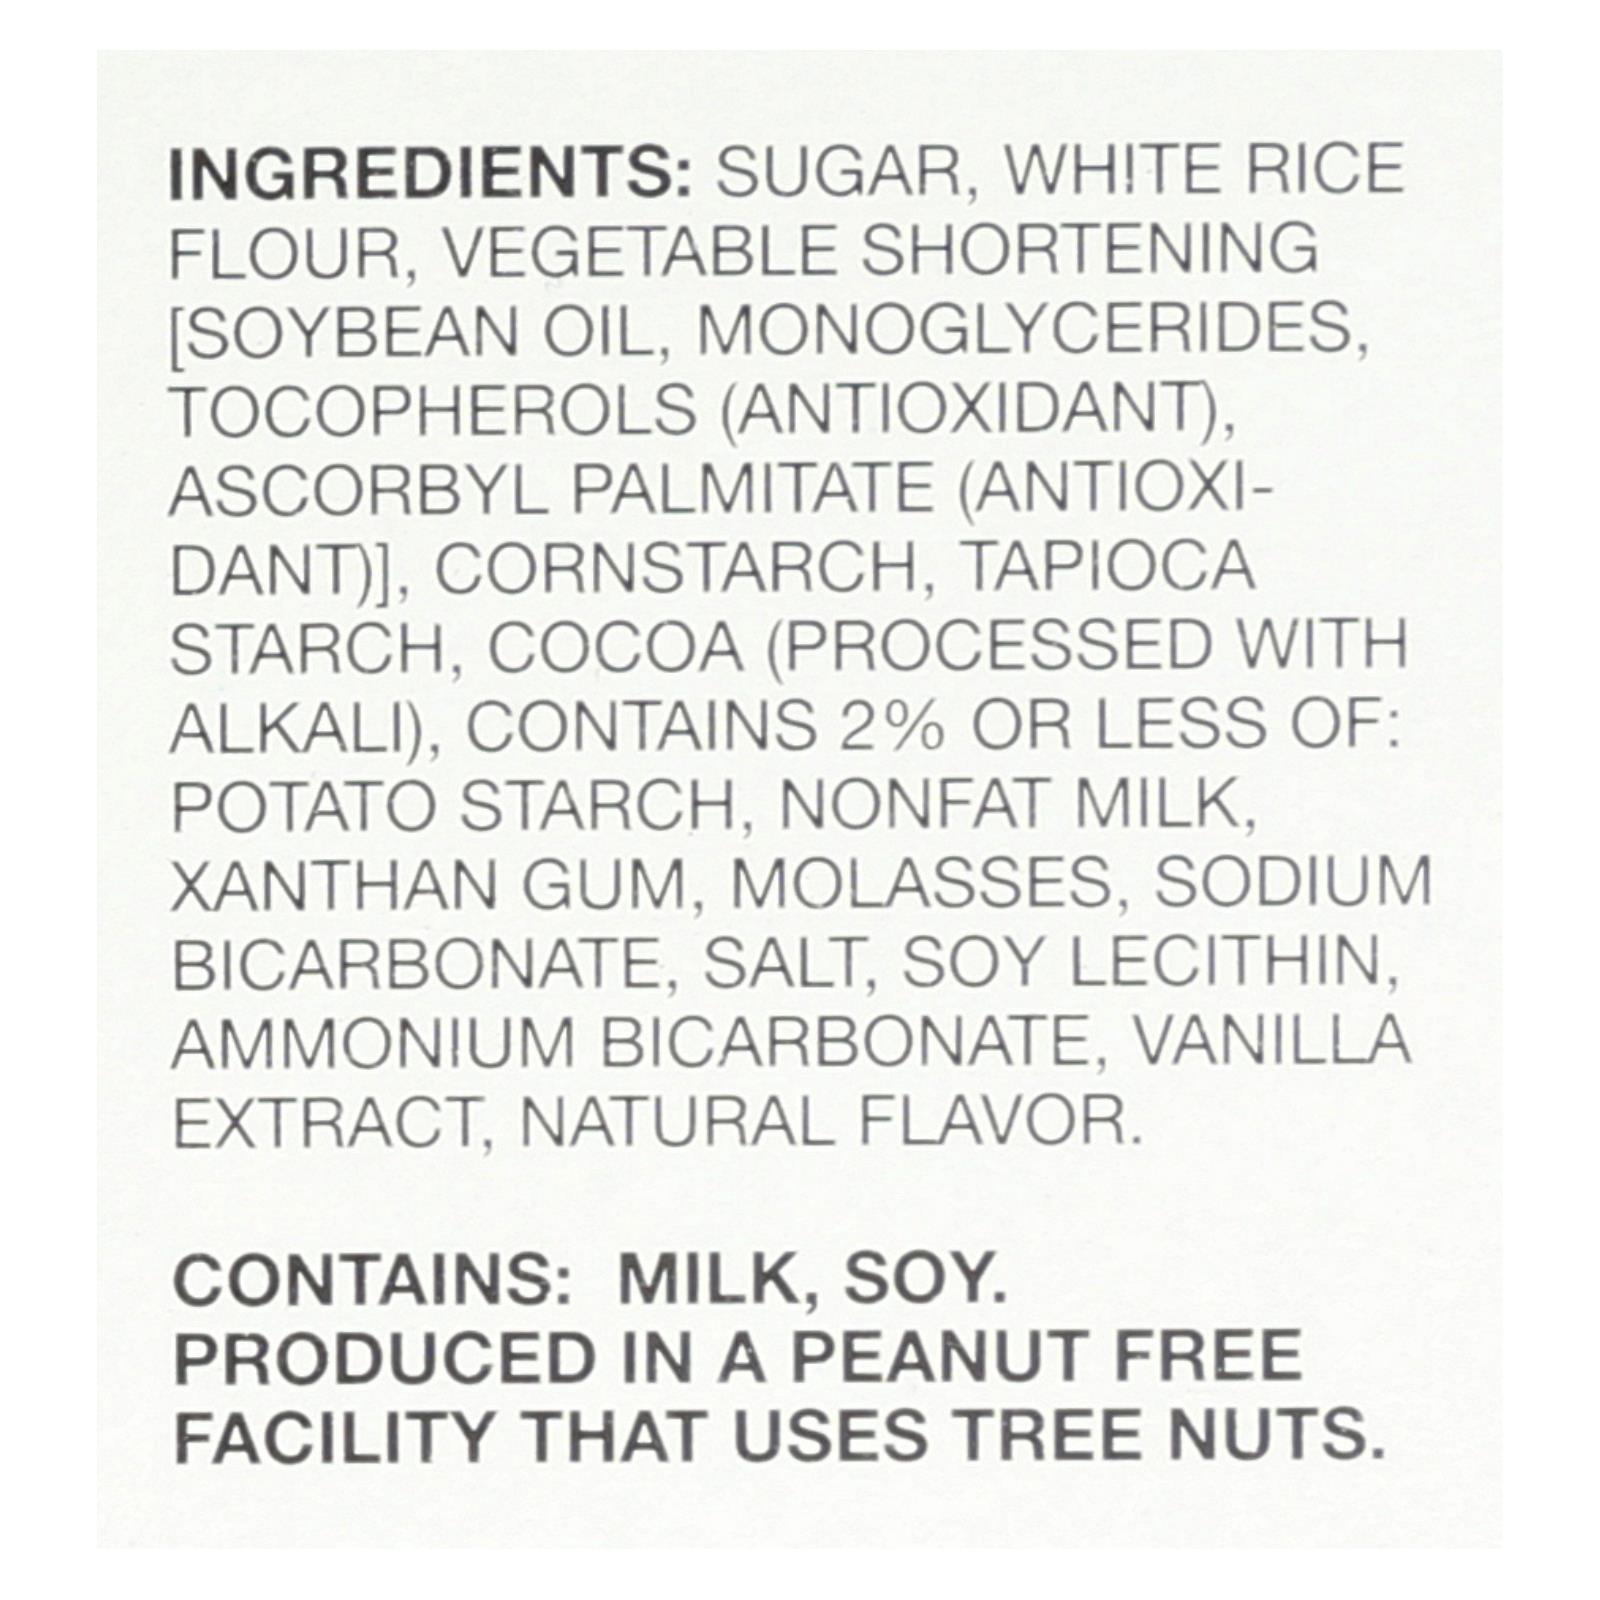 INGREDIENTS: SUGAR, WHITE RICE
FLOUR, VEGETABLE SHORTENING
[SOYBEAN OIL, MONOGLYCERIDES,
TOCOPHEROLS (ANTIOXIDANT),
ASCORBYL PALMITATE (ANTIOXI-
DANT)], CORNSTARCH, TAPIOCA
STARCH, COCOA (PROCESSED WITH
ALKALI), CONTAINS 2% OR LESS OF:
POTATO STARCH, NONFAT MILK,
XANTHAN GUM, MOLASSES, SODIUM
BICARBONATE, SALT, SOY LECITHIN,
AMMONIUM BICARBONATE, VANILLA
EXTRACT, NATURAL FLAVOR.
CONTAINS: MILK, SOY.
PRODUCED IN A PEANUT FREE
FACILITY THAT USES TREE NUTS.